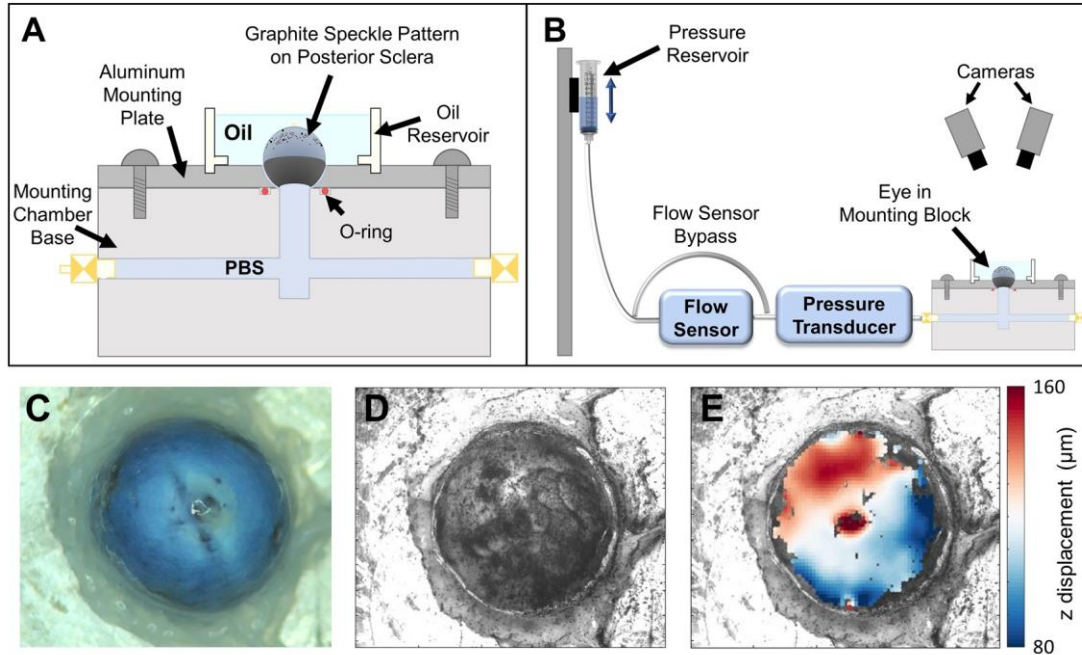 A
Graphite Speckle Pattern
on Posterior Sclera
Aluminum
Mounting
Plate
Oil
Oil
Reservoir
Mounting
Chamber
Base
O-ring
PBS
B
Pressure
Reservoir
Cameras
Eye in
Mounting Block
Flow Sensor
Bypass
Flow
Sensor
Pressure
Transducer
C
D
E
160
z displacement (µm)
80